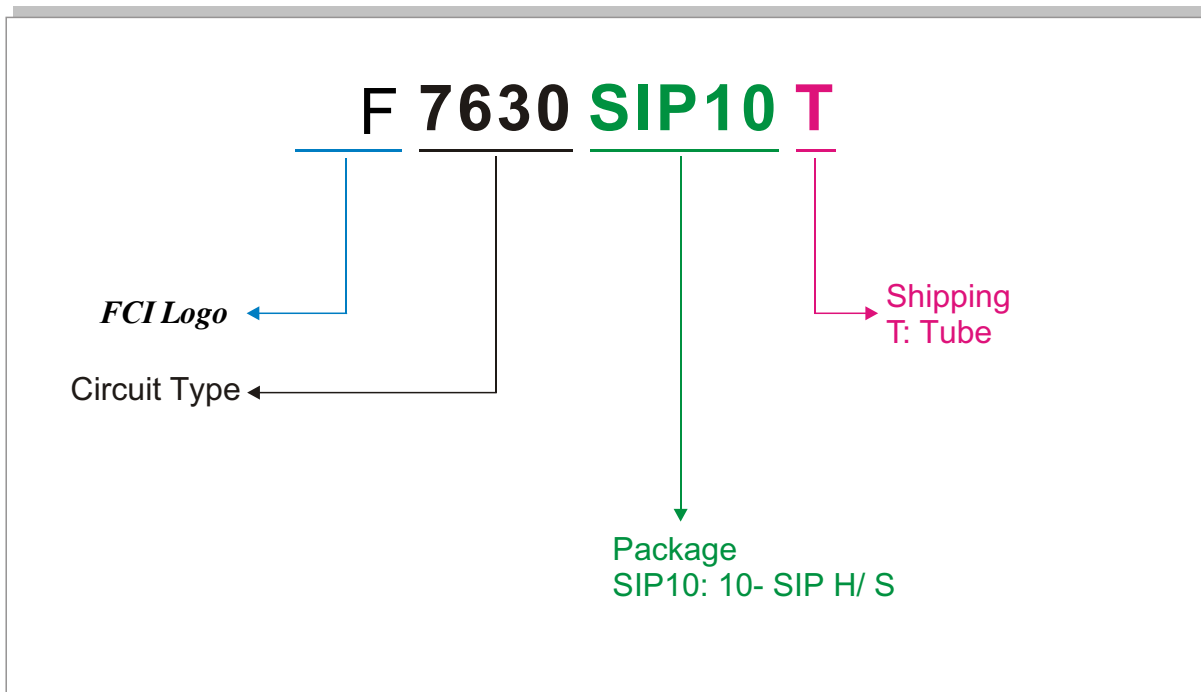 F 7630 SIP10 T
FCI Logo
Shipping
T: Tube
Circuit Type
Package
SIP10: 10- SIP H/ S